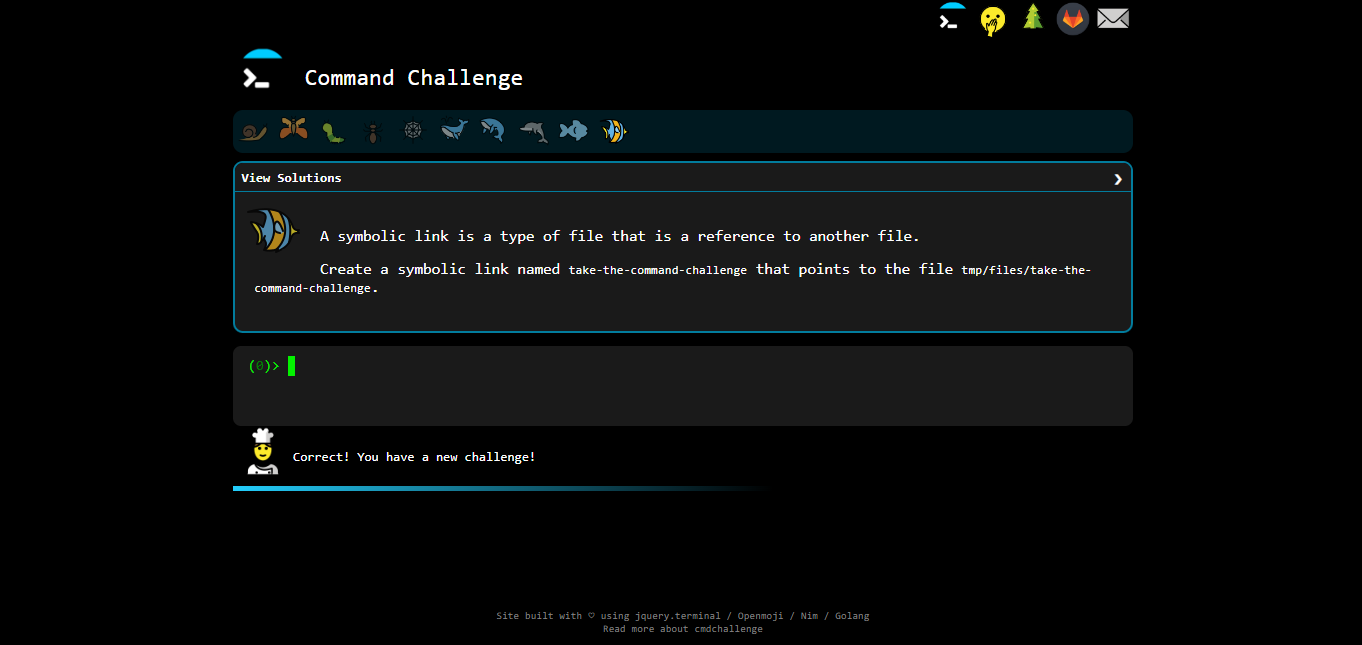 Command Challenge
View Solutions
A symbolic link is a type of file that is a reference to another file.
Create a symbolic link named take-the-command-challenge that points to the file tmp/files/take-the-
command-challenge.
(0)>
Correct! You have a new challenge!
Site built with ♡ using jquery.terminal / Openmoji / Nim / Golang
Read more about cmdchallenge